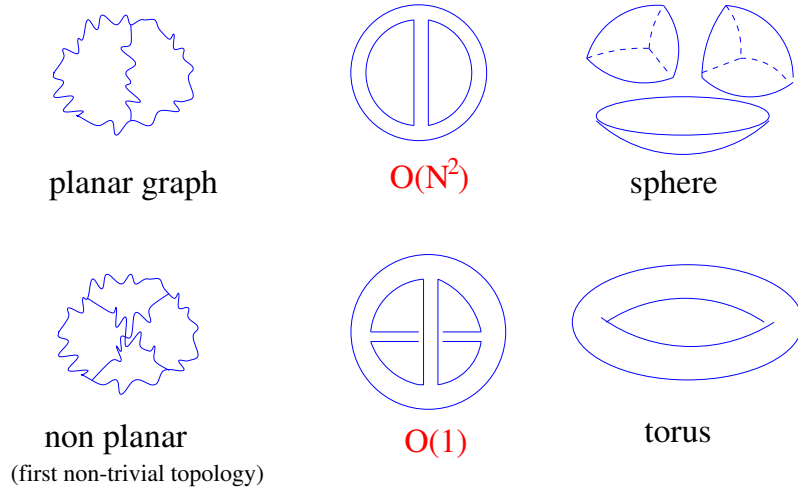 planar graph
O(N²)
sphere
non planar
(first non-trivial topology)
O(1)
torus